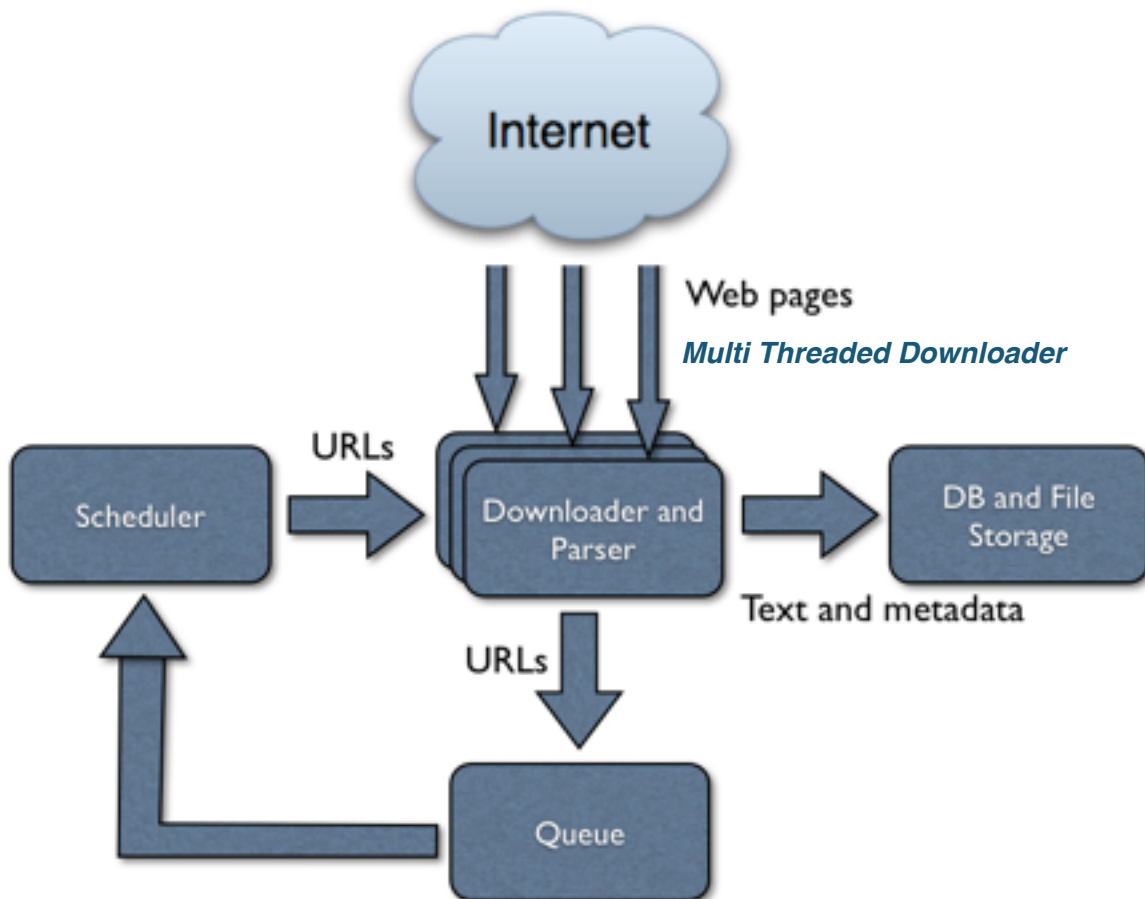 Internet
Web pages
Multi Threaded Downloader
URLs
Scheduler
Downloader and
Parser
DB and File
Storage
Text and metadata
URLs
Queue